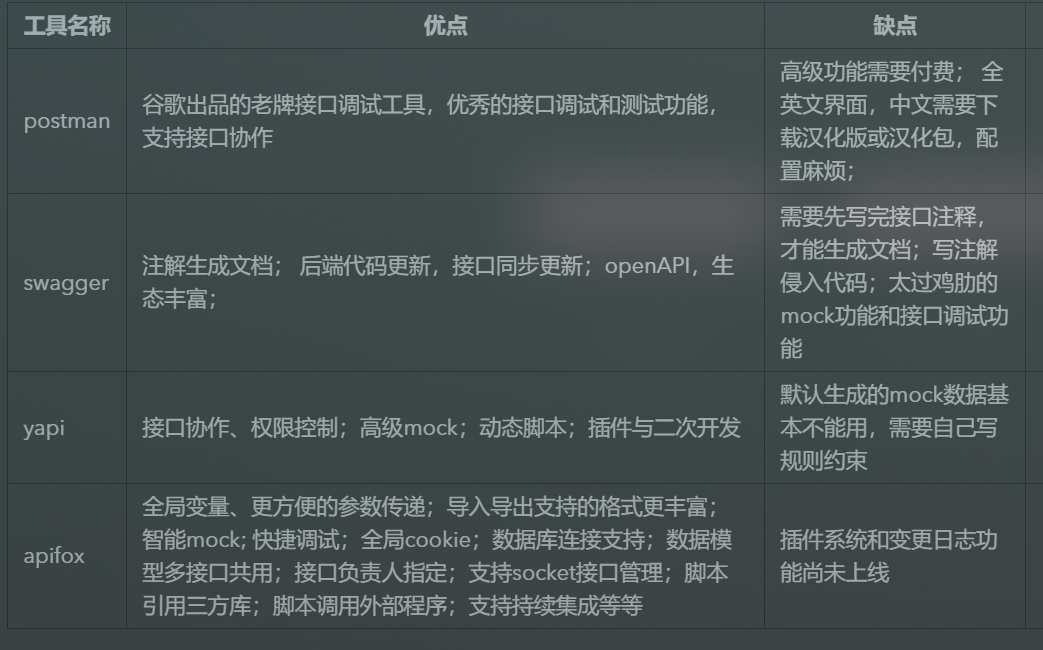 工具名称
优点
缺点
postman
谷歌出品的老牌接口调试工具，优秀的接口调试和测试功能，
支持接口协作
高级功能需要付费； 全
英文界面，中文需要下
载汉化版或汉化包，配
置麻烦；
swagger
注解生成文档； 后端代码更新，接口同步更新；openAPI，生
态丰富；
需要先写完接口注释，
才能生成文档；写注解
侵入代码；太过鸡肋的
mock功能和接口调试功
能
yapi
接口协作、权限控制；高级mock；动态脚本；插件与二次开发
默认生成的mock数据基
本不能用，需要自己写
规则约束
apifox
全局变量、更方便的参数传递；导入导出支持的格式更丰富；
智能mock; 快捷调试；全局cookie；数据库连接支持；数据模
型多接口共用；接口负责人指定；支持socket接口管理；脚本
引用三方库；脚本调用外部程序；支持持续集成等等
插件系统和变更日志功
能尚未上线